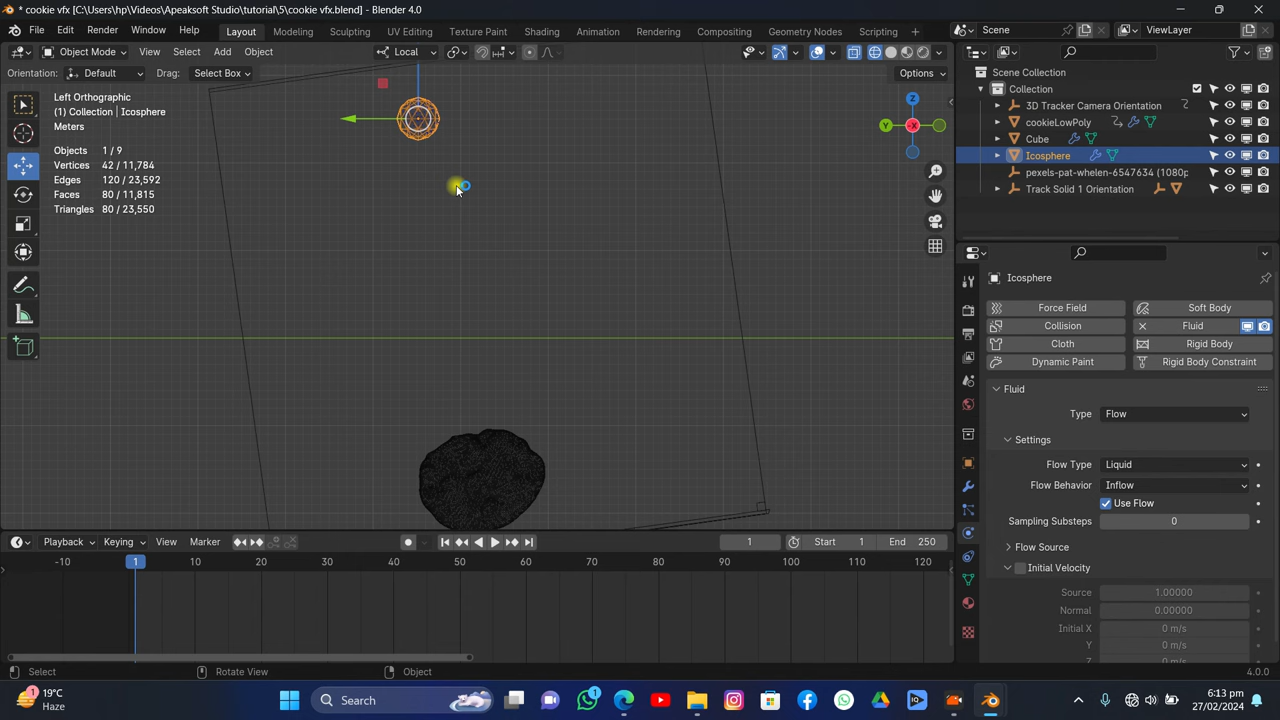 * cookie vfx [C:\Users\hp\Videos\Apeaksoft Studio\tutorial\5\cookie vfx.blend] - Blender 4.0
File Edit Render Window Help Layout Modeling Sculpting UV Editing Texture Paint Shading Animation Rendering Compositing Geometry Nodes Scripting Scene ViewLayer
Object Mode View Select Add Object Local
Orientation: Default Drag: Select Box Options
Left Orthographic
(1) Collection | Icosphere
Meters
Objects 1 / 9
Vertices 42 / 11,784
Edges 120 / 23,592
Faces 80 / 11,815
Triangles 80 / 23,550
Z
Y
X
Scene Collection
Collection
3D Tracker Camera Orientation
cookieLowPoly
Cube
Icosphere
pexels-pat-whelen-6547634 (1080p
Track Solid 1 Orientation
Icosphere
Force Field Soft Body
Collision Fluid
Cloth Rigid Body
Dynamic Paint Rigid Body Constraint
Fluid
Type Flow
Settings
Flow Type Liquid
Flow Behavior Inflow
Use Flow
Sampling Substeps 0
Flow Source
Initial Velocity
Source 1.00000
Normal 0.00000
Initial X 0 m/s
Y 0 m/s
Z 0 m/s
Playback Keying View Marker 1 Start 1 End 250
-10 1 10 20 30 40 50 60 70 80 90 100 110 120
Select Rotate View Object 4.0.0
1 19°C
Haze
Search
1
6:13 pm
27/02/2024